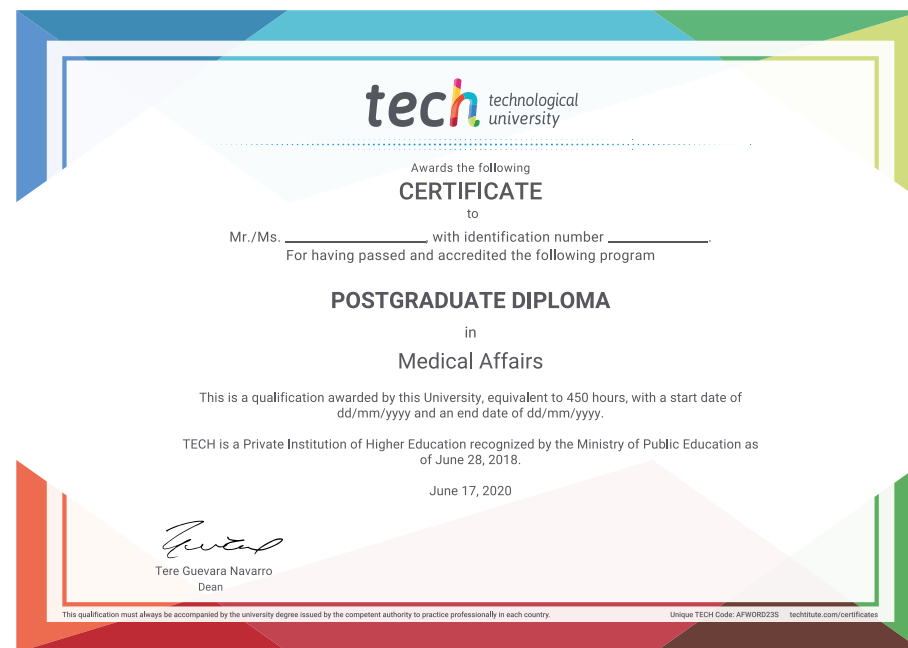 tech technological
university
Awards the following
CERTIFICATE
to
Mr./Ms. ____________, with identification number ____________.
For having passed and accredited the following program
POSTGRADUATE DIPLOMA
in
Medical Affairs
This is a qualification awarded by this University, equivalent to 450 hours, with a start date of
dd/mm/yyyy and an end date of dd/mm/yyyy.
TECH is a Private Institution of Higher Education recognized by the Ministry of Public Education as
of June 28, 2018.
June 17, 2020
Tere Guevara Navarro
Dean
This qualification must always be accompanied by the university degree issued by the competent authority to practice professionally in each country.
Unique TECH Code: AFWORD23S techtitute.com/certificates